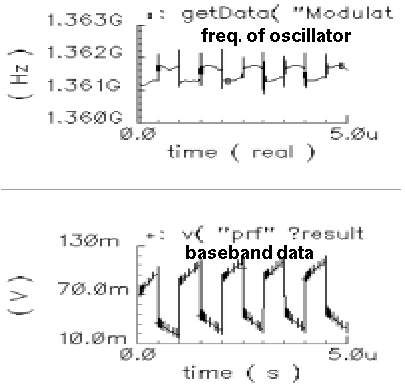 1.363G
: getData( "Modulat
freq. of oscillator
1.362G
(Hz)
1.361G
1.360G
0.0
5.0u
time ( real )
-: v( "prf" ?result
baseband data
130m
(V)
70.0m
10.0m
0.0
5.0u
time ( s )